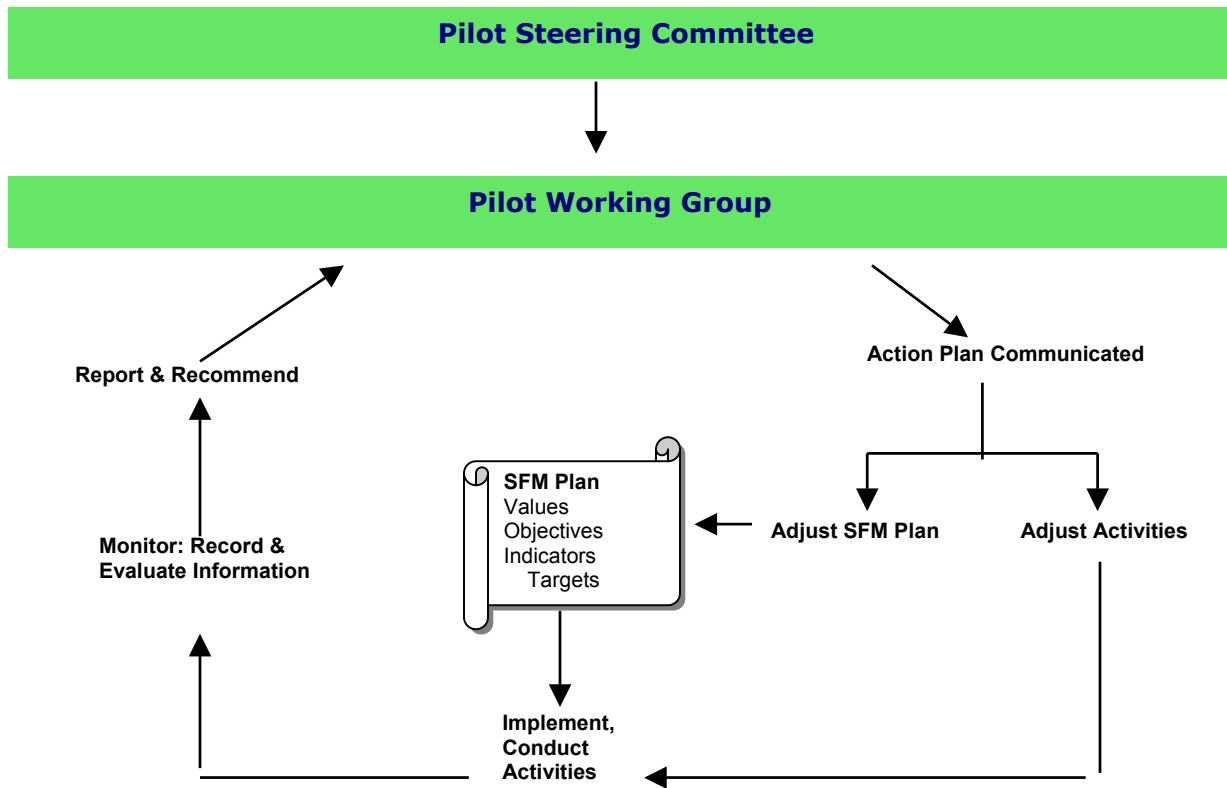 Pilot Steering Committee
Pilot Working Group
Action Plan Communicated
Report & Recommend
SFM Plan
Values
Objectives
Indicators
Targets
Adjust SFM Plan
Adjust Activities
Monitor: Record &
Evaluate Information
Implement,
Conduct
Activities